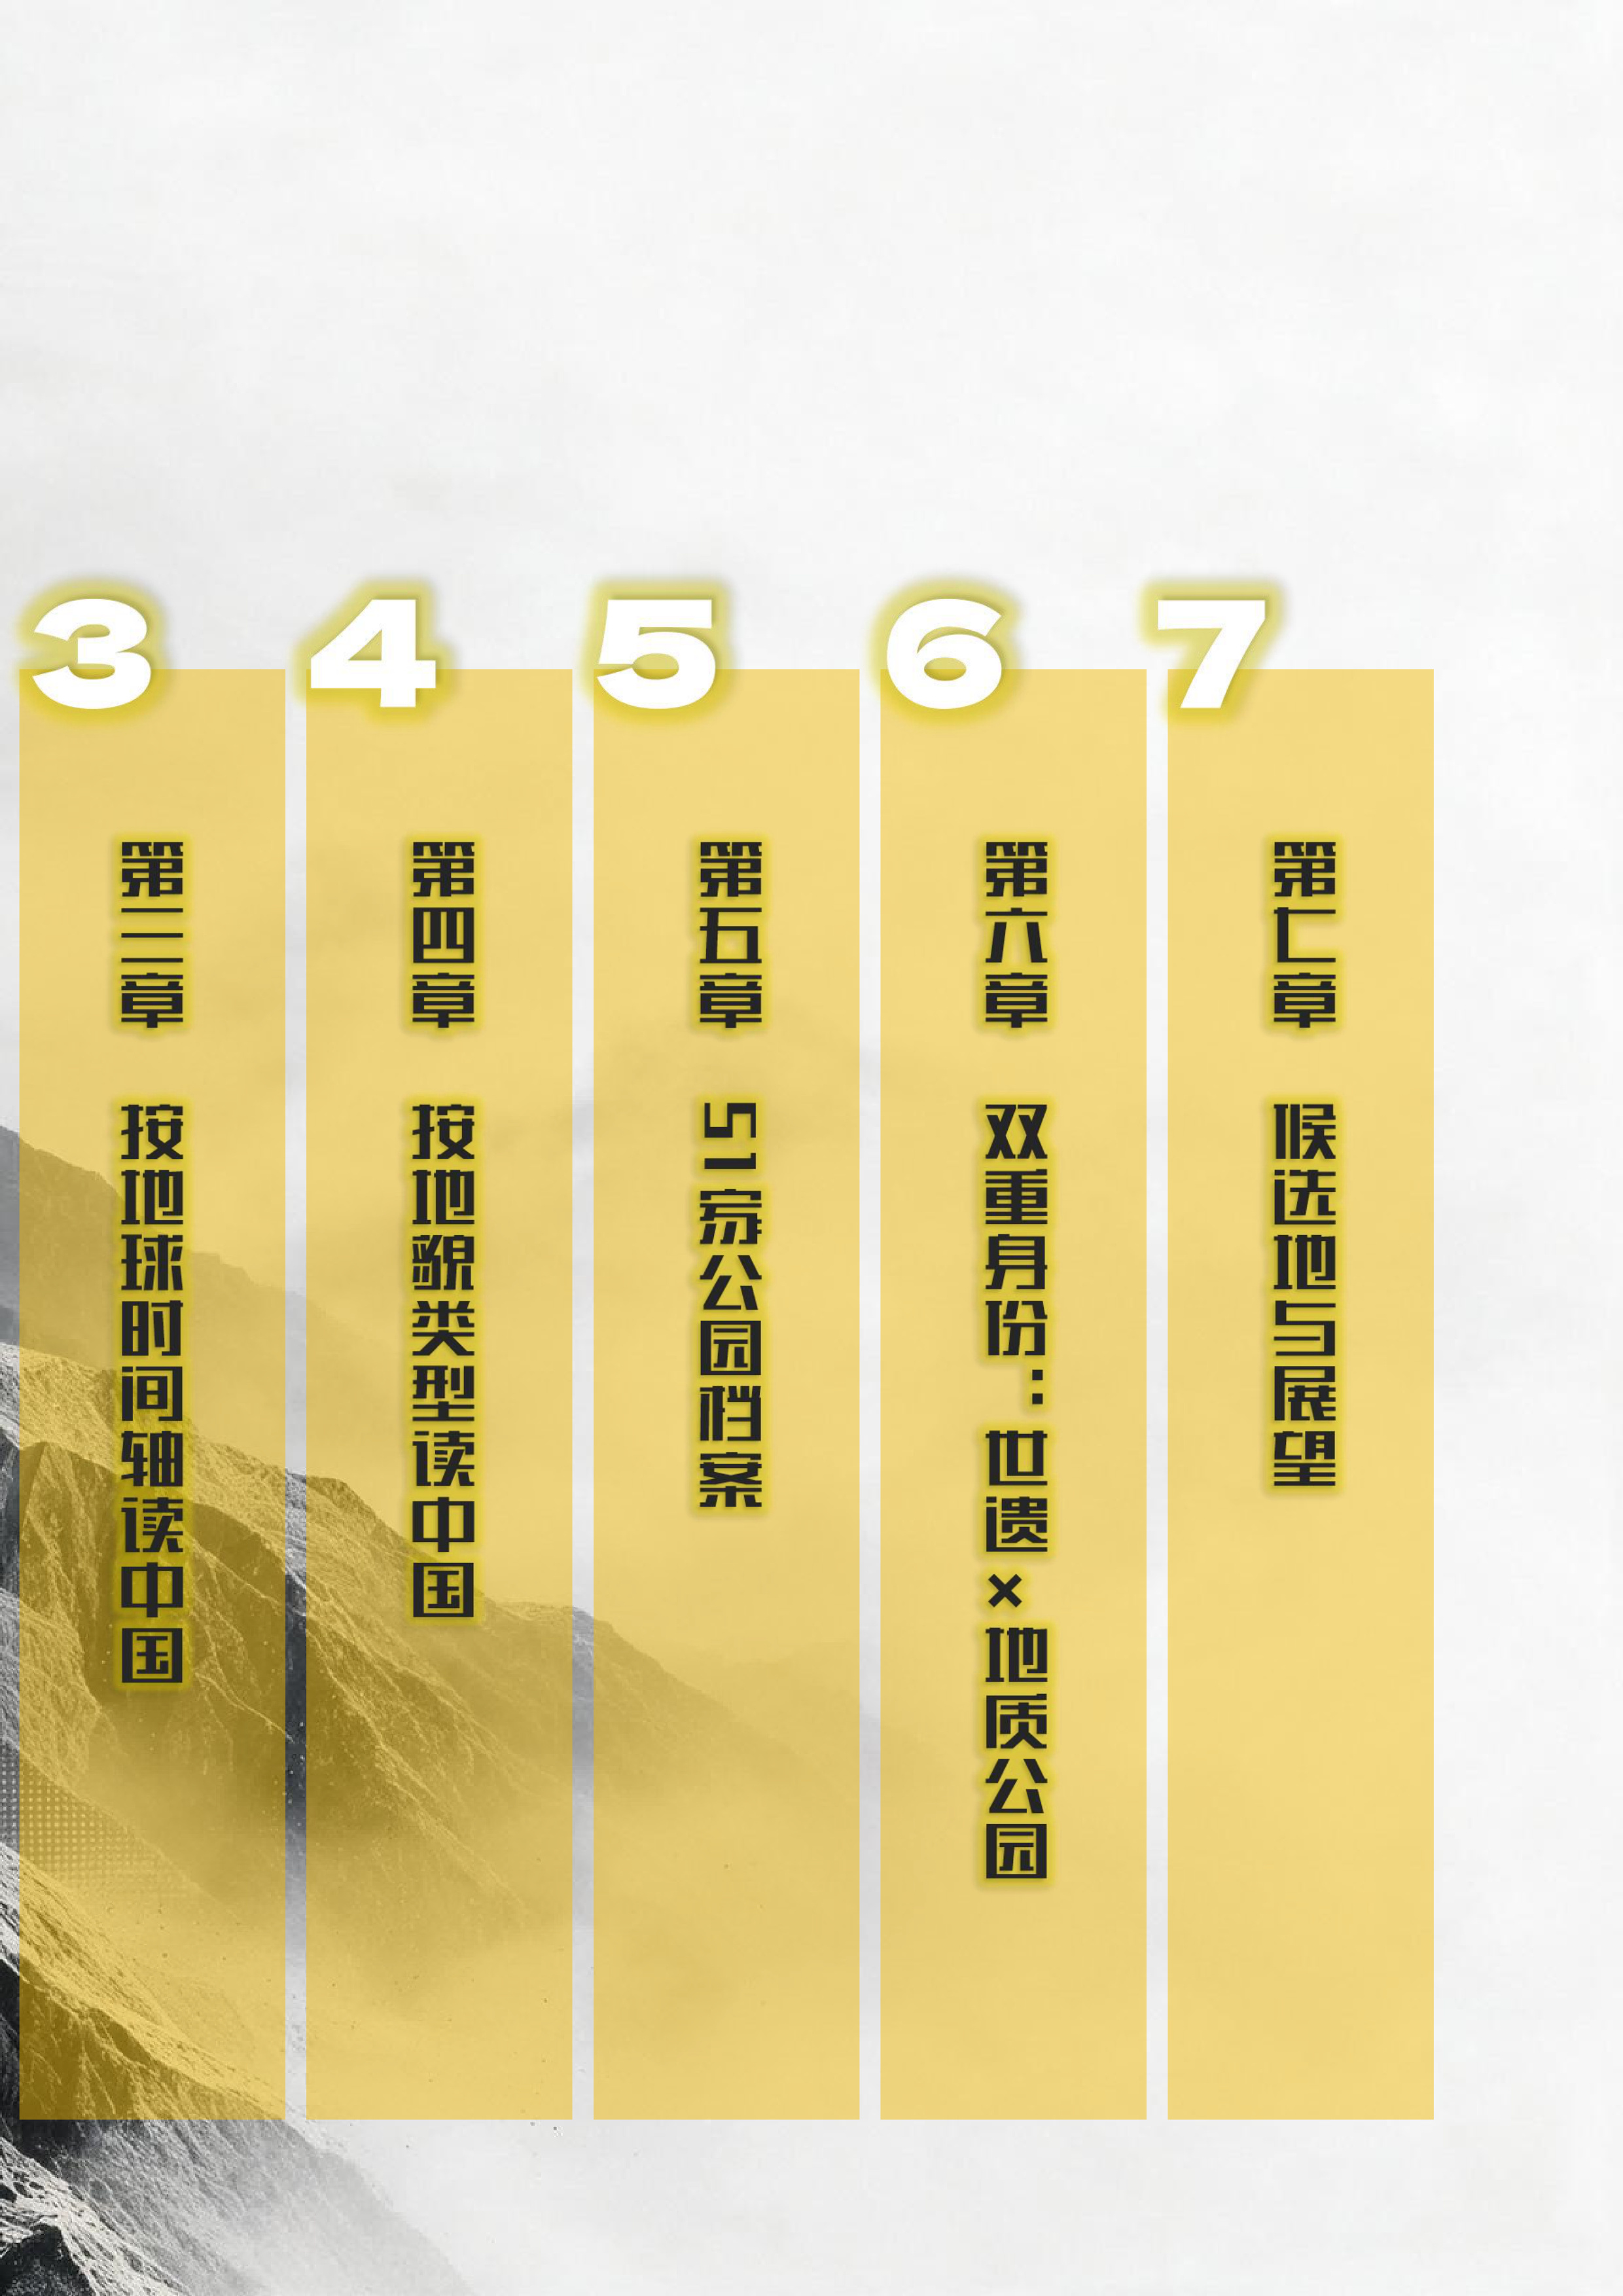 3
第三章 按地球时间轴读中国
4
第四章 按地貌类型读中国
5
第五章 51家公园档案
6
第六章 双重身份：世遗×地质公园
7
第七章 候选地与展望